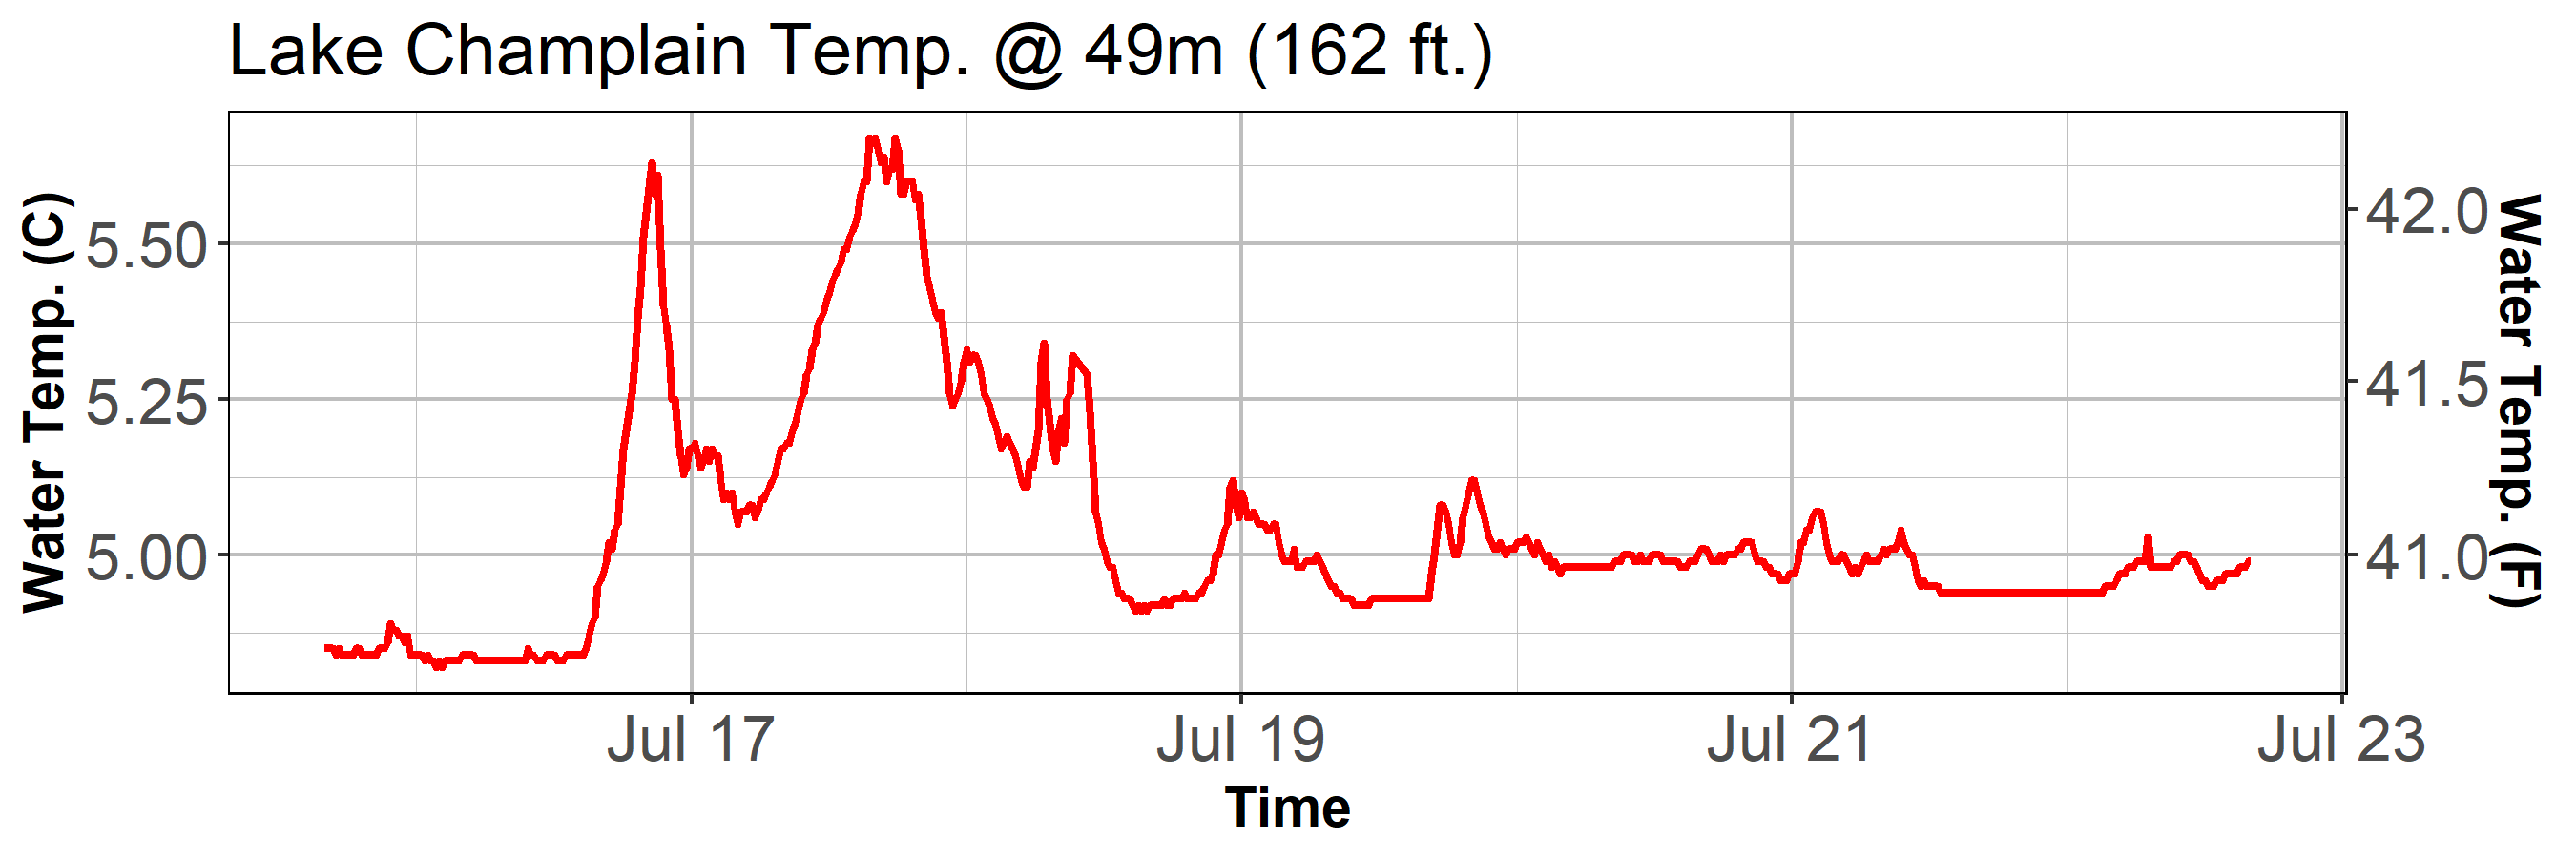 Lake Champlain Temp. @ 49m (162 ft.)
Water Temp. (C)
5.50
5.25
5.00
42.0
41.5
41.0
Water Temp. (F)
Jul 17
Jul 19
Jul 21
Jul 23
Time